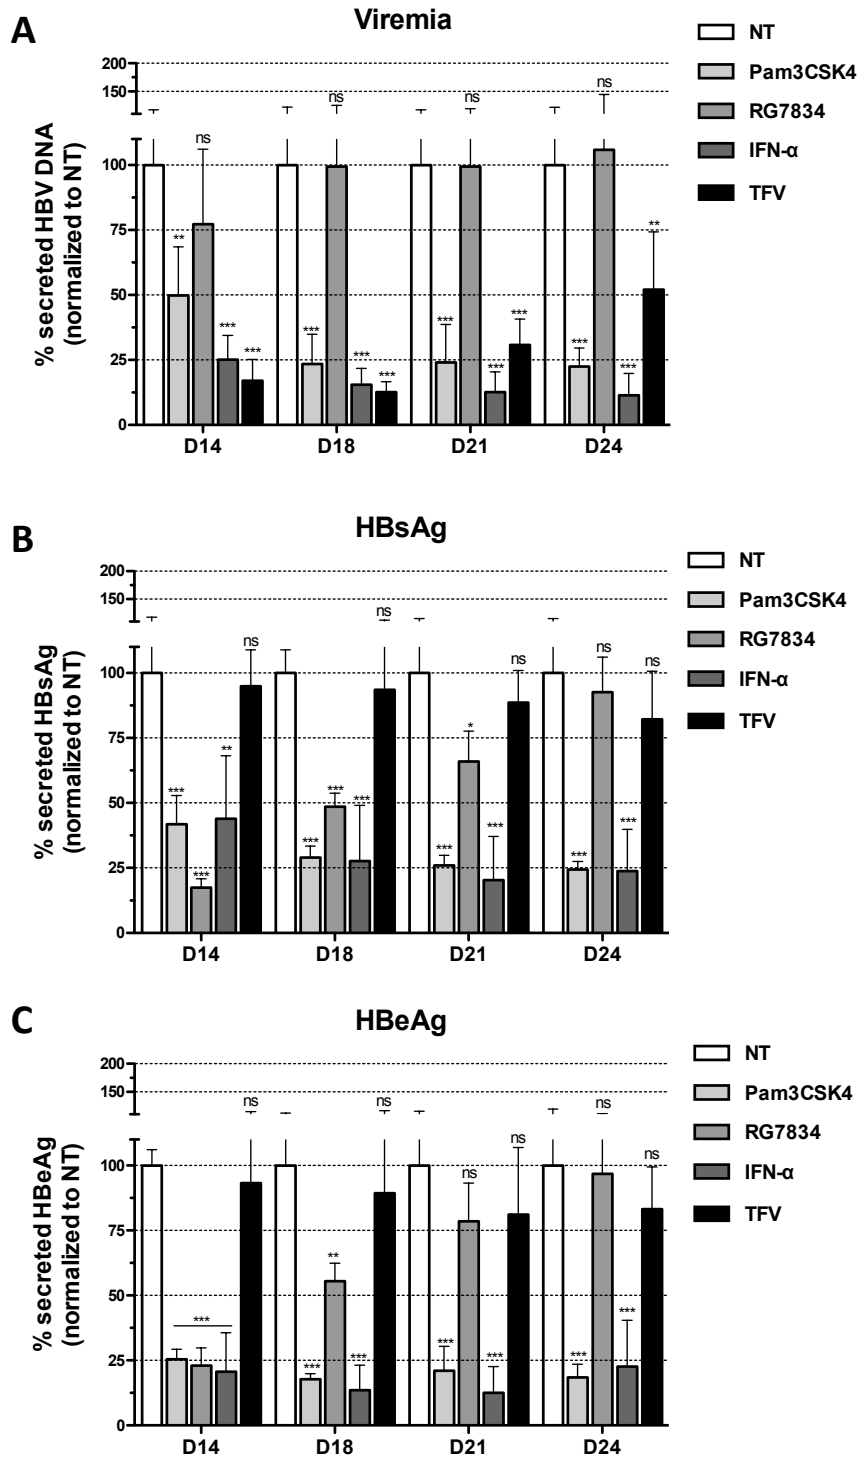 A
Viremia
% secreted HBV DNA
(normalized to NT)
200
150
100
75
50
25
0
ns
ns
ns
ns
**
***
***
***
***
***
***
***
***
***
***
**
D14
D18
D21
D24
NT
Pam3CSK4
RG7834
IFN-α
TFV
B
HBsAg
% secreted HBsAg
(normalized to NT)
200
150
100
75
50
25
0
***
***
**
ns
***
***
***
ns
***
*
***
ns
***
ns
***
ns
D14
D18
D21
D24
NT
Pam3CSK4
RG7834
IFN-α
TFV
C
HBeAg
% secreted HBeAg
(normalized to NT)
200
150
100
75
50
25
0
***
ns
***
**
***
ns
***
ns
***
ns
***
ns
***
ns
D14
D18
D21
D24
NT
Pam3CSK4
RG7834
IFN-α
TFV